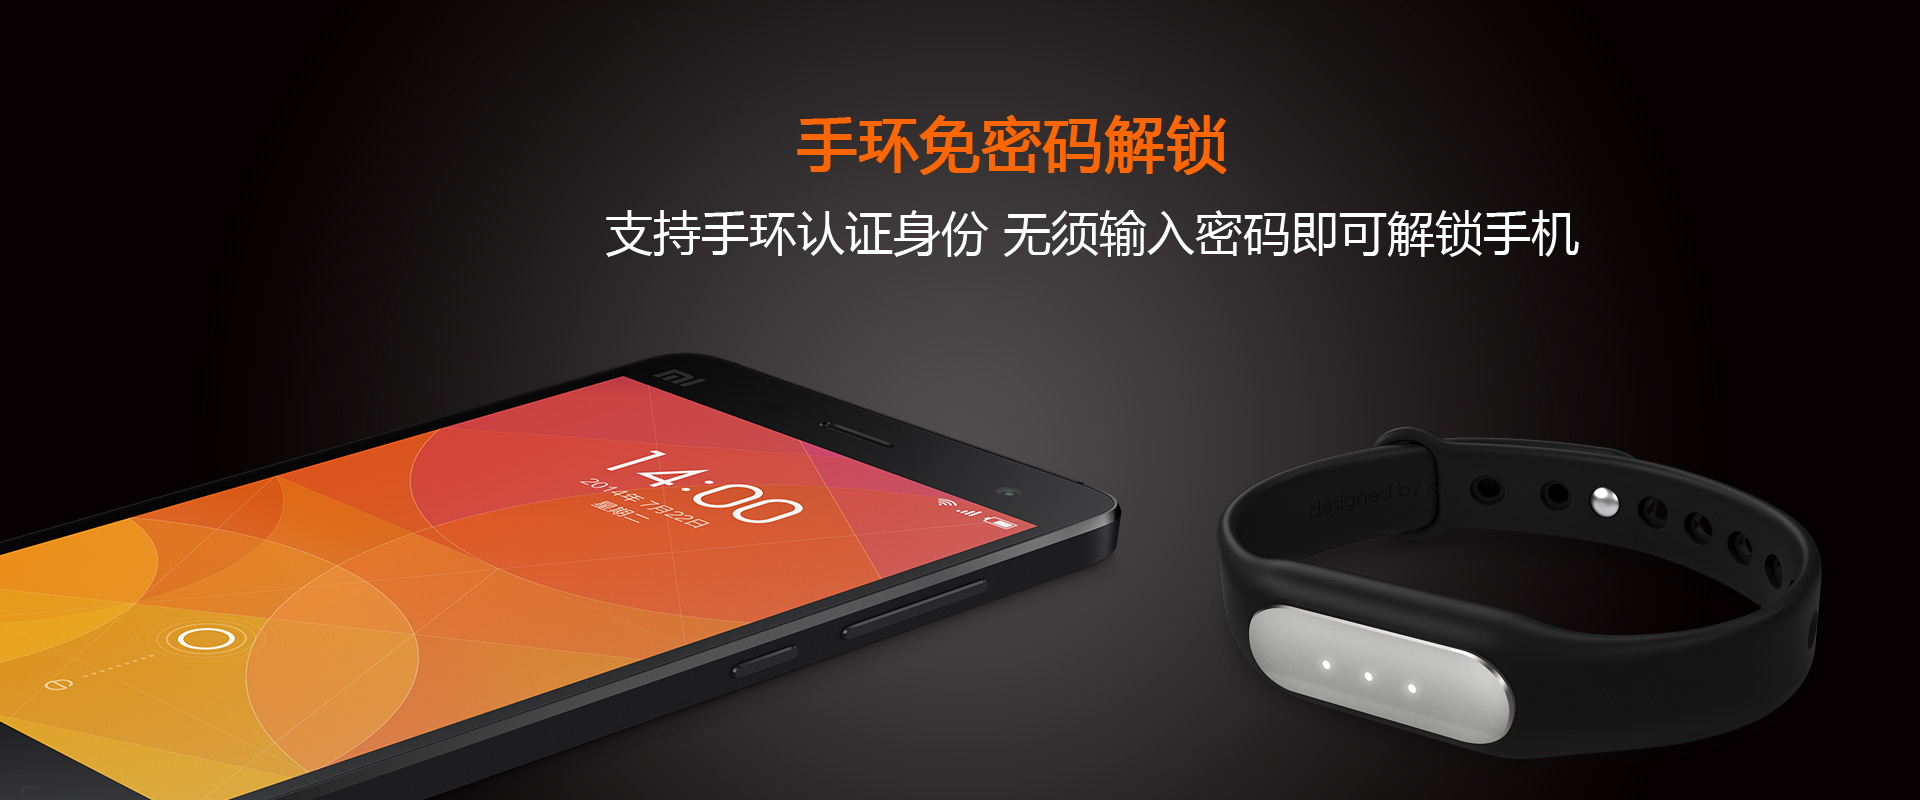 手环免密码解锁
支持手环认证身份 无须输入密码即可解锁手机
MI
14:00
2014年7月22日
星期二
designed by